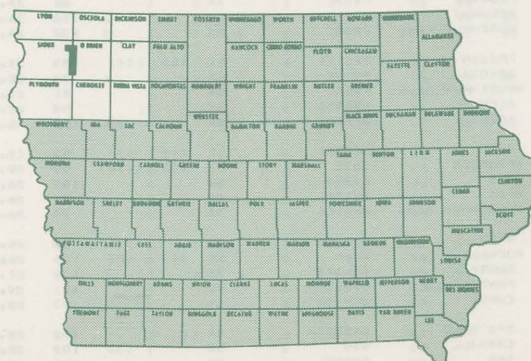 LYON OSCEOLA DICKINSON EMMET KOSSUTH WINNEBAGO WORTH MITCHELL HOWARD WINNESHIEK ALLAMAKEE
SIOUX O BRIEN CLAY PALO ALTO HANCOCK CERRO GORDO FLOYD CHICKASAW FAYETTE CLAYTON
PLYMOUTH CHEROKEE BUENA VISTA POCAHONTAS HUMBOLDT WRIGHT FRANKLIN BUTLER BREMER
WOODBURY IDA SAC CALHOUN WEBSTER HAMILTON HARDIN GRUNDY BLACK HAWK BUCHANAN DELAWARE DUBUQUE
MONONA CRAWFORD CARROLL GREENE BOONE STORY MARSHALL TAMA BENTON LINN JONES JACKSON
HARRISON SHELBY AUDUBON GUTHRIE DALLAS POLK JASPER POWESHIEK IOWA JOHNSON CEDAR CLINTON
SCOTT
MUSCATINE
POTTAWATTAMIE CASS ADAIR MADISON WARREN MARION MAHASKA KEOKUK WASHINGTON LOUISA
MILLS MONTGOMERY ADAMS UNION CLARKE LUCAS MONROE WAPELLO JEFFERSON HENRY DES MOINES
FREMONT PAGE TAYLOR RINGGOLD DECATUR WAYNE APPANOOSE DAVIS VAN BUREN LEE